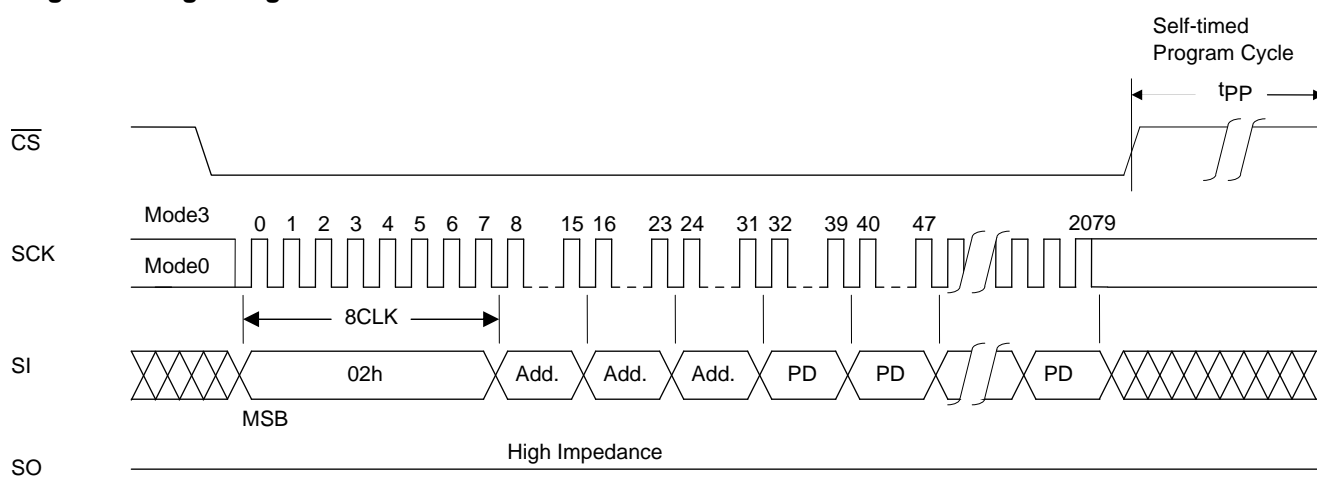 Self-timed
Program Cycle
tPP
CS
Mode3
0 1 2 3 4 5 6 7 8 15 16 23 24 31 32 39 40 47 2079
SCK
Mode0
8CLK
SI
02h Add. Add. Add. PD PD PD
MSB
High Impedance
SO